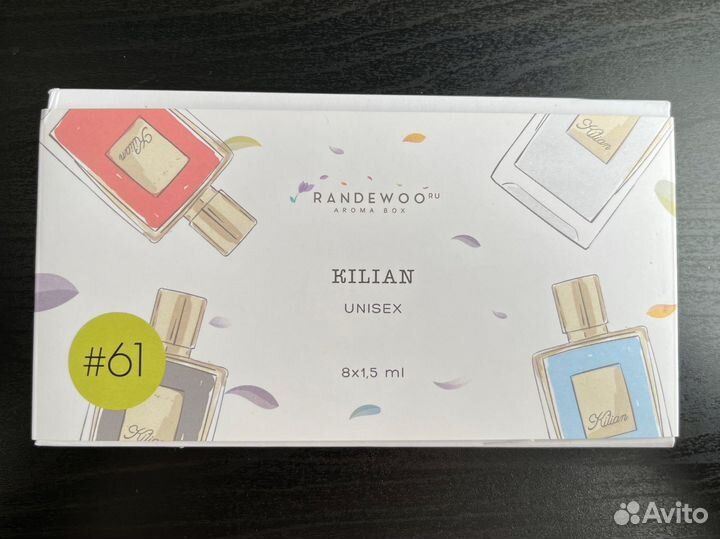 Kilian
Kilian
RANDEWOO RU
AROMA BOX
KILIAN
UNISEX
#61
8x1,5 ml
Kilian
Kilian
Avito